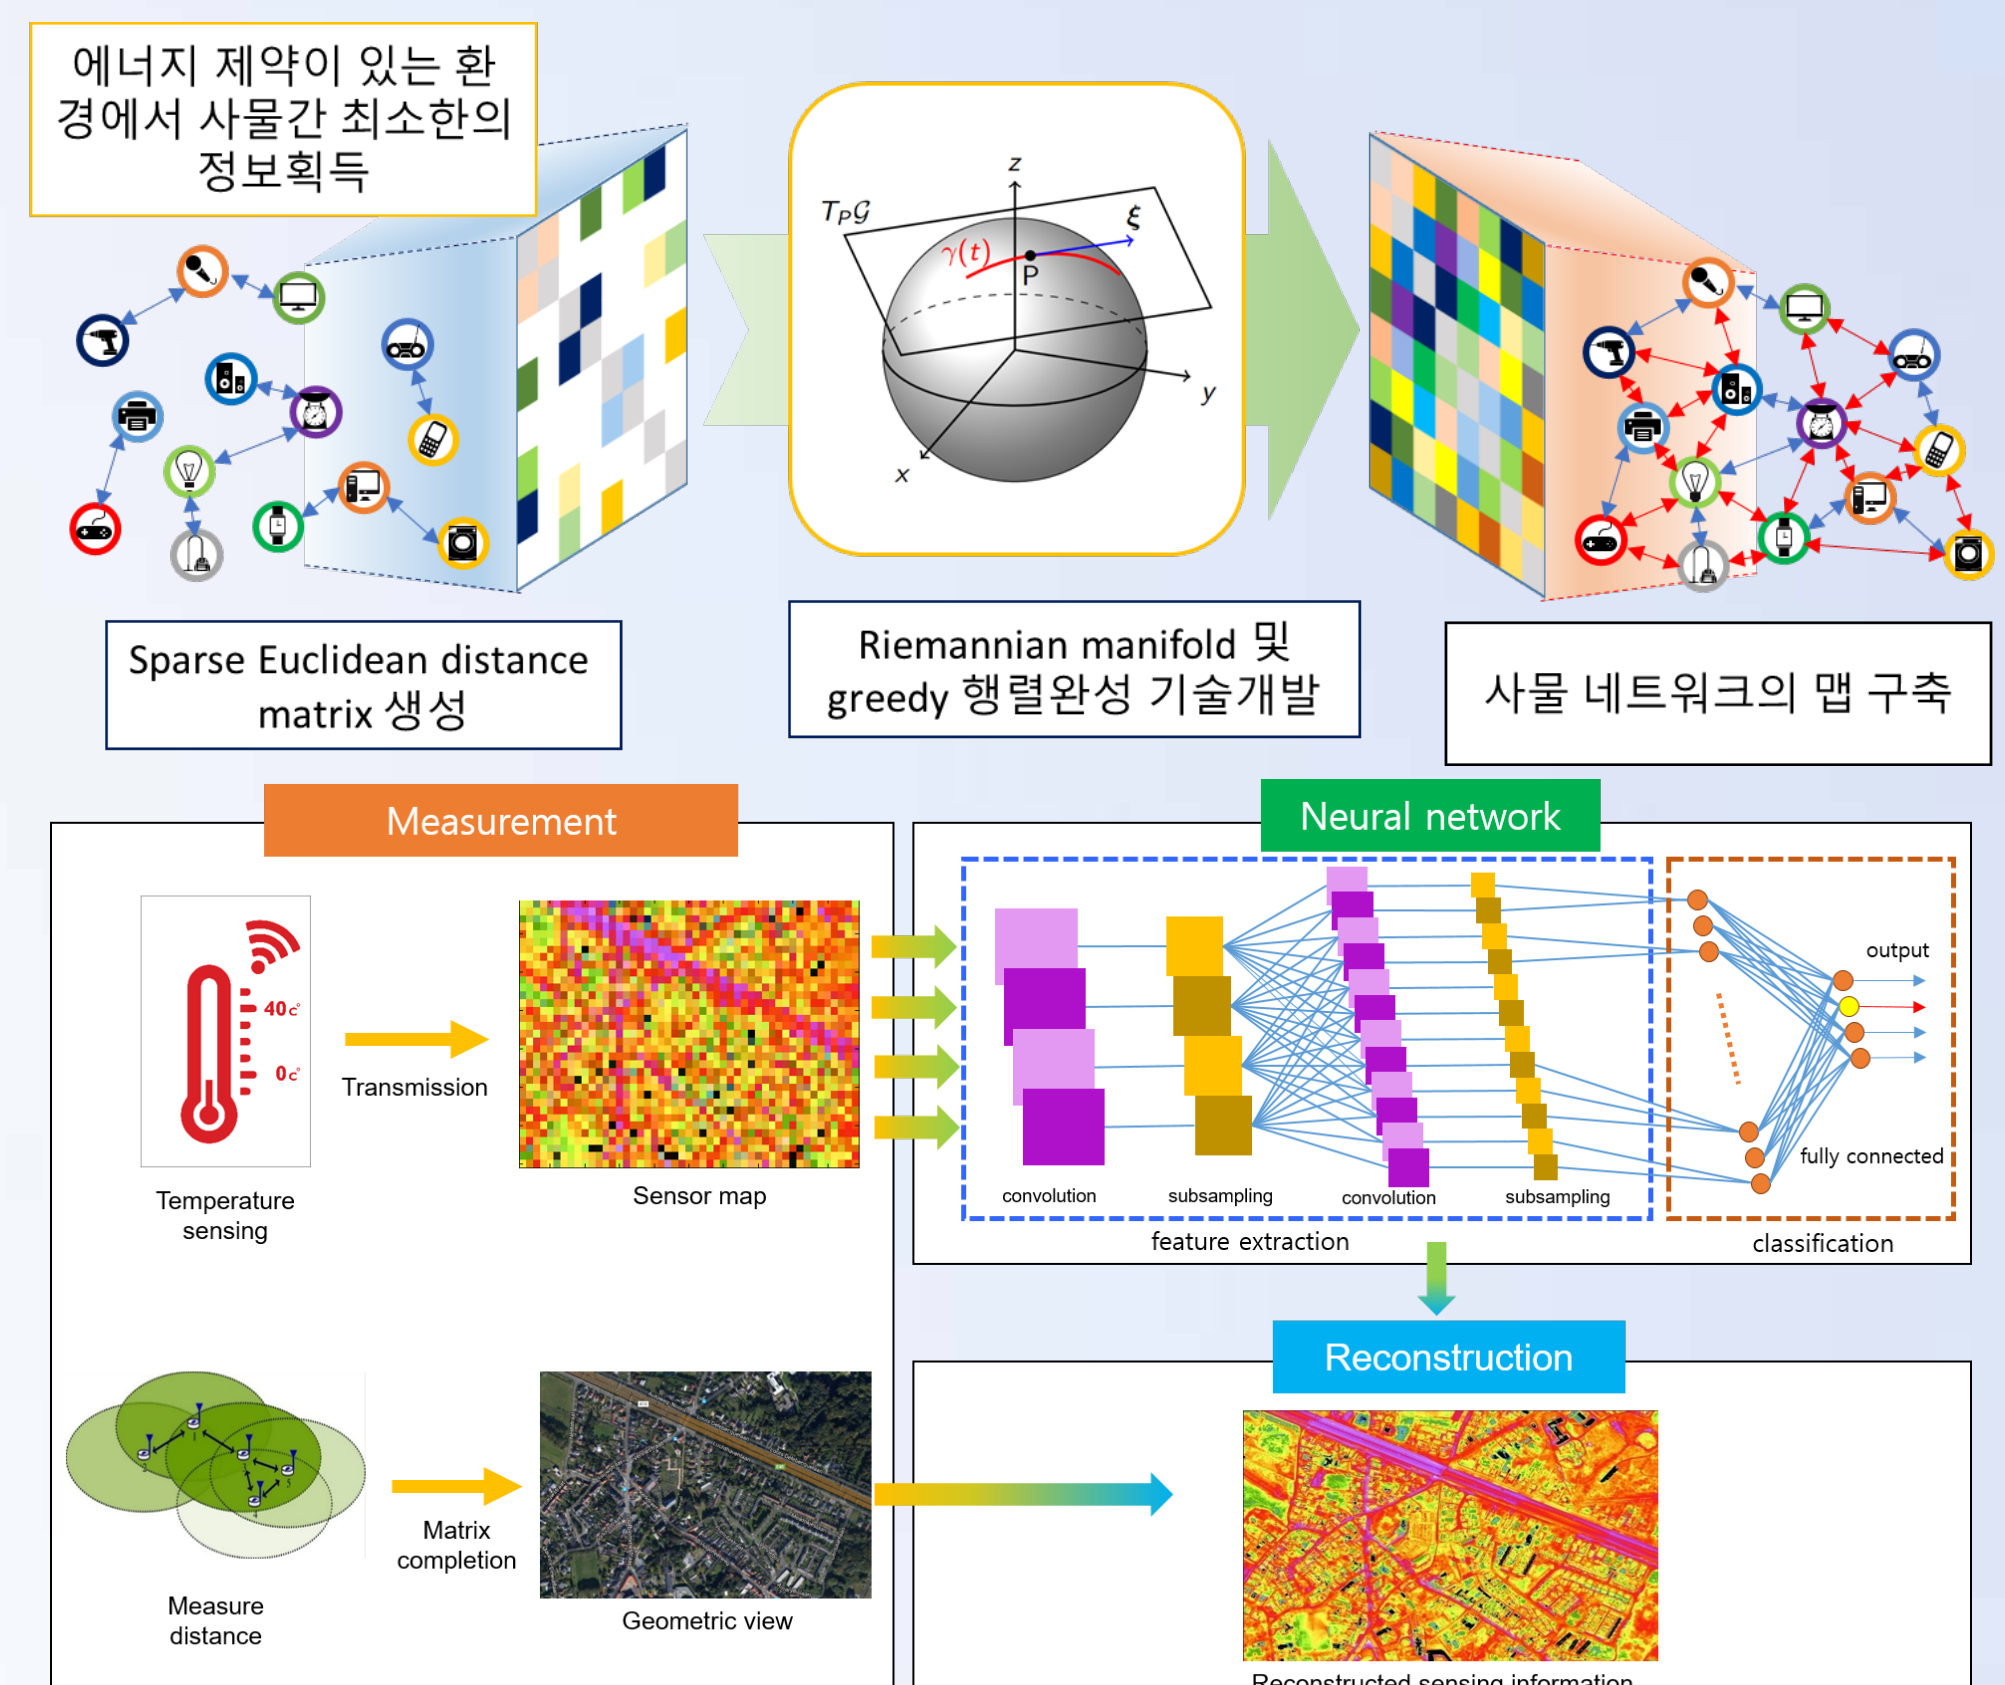 에너지 제약이 있는 환
경에서 사물간 최소한의
정보획득
z
T_P𝒢
ξ
γ(t)
P
y
x
Sparse Euclidean distance
matrix 생성
Riemannian manifold 및
greedy 행렬완성 기술개발
사물 네트워크의 맵 구축
Measurement
40c°
0c°
Transmission
Temperature
sensing
Sensor map
Neural network
output
fully connected
convolution
subsampling
convolution
subsampling
feature extraction
classification
Matrix
completion
Measure
distance
Geometric view
Reconstruction
Reconstructed sensing information